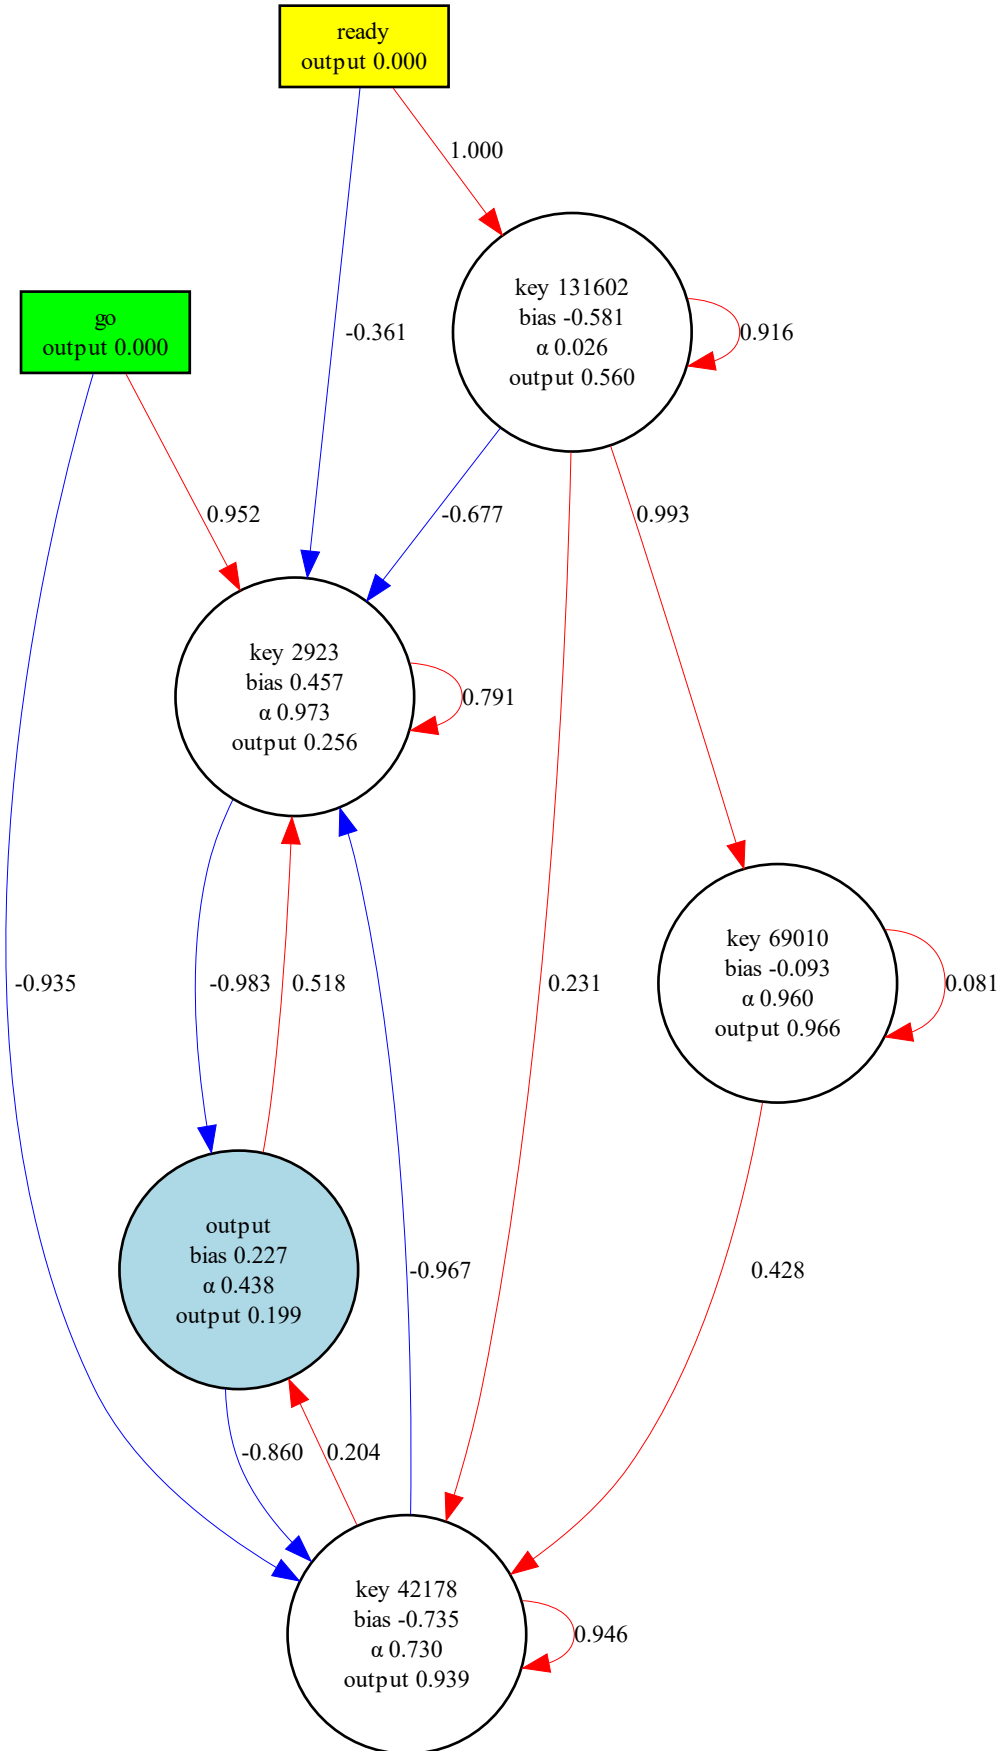 ready
output 0.000
1.000
key 131602
bias -0.581
α 0.026
output 0.560
0.916
go
output 0.000
-0.361
0.952
-0.677
0.993
key 2923
bias 0.457
α 0.973
output 0.256
0.791
key 69010
bias -0.093
α 0.960
output 0.966
0.081
-0.935
-0.983
0.518
0.231
output
bias 0.227
α 0.438
output 0.199
-0.967
0.428
-0.860
0.204
key 42178
bias -0.735
α 0.730
output 0.939
0.946